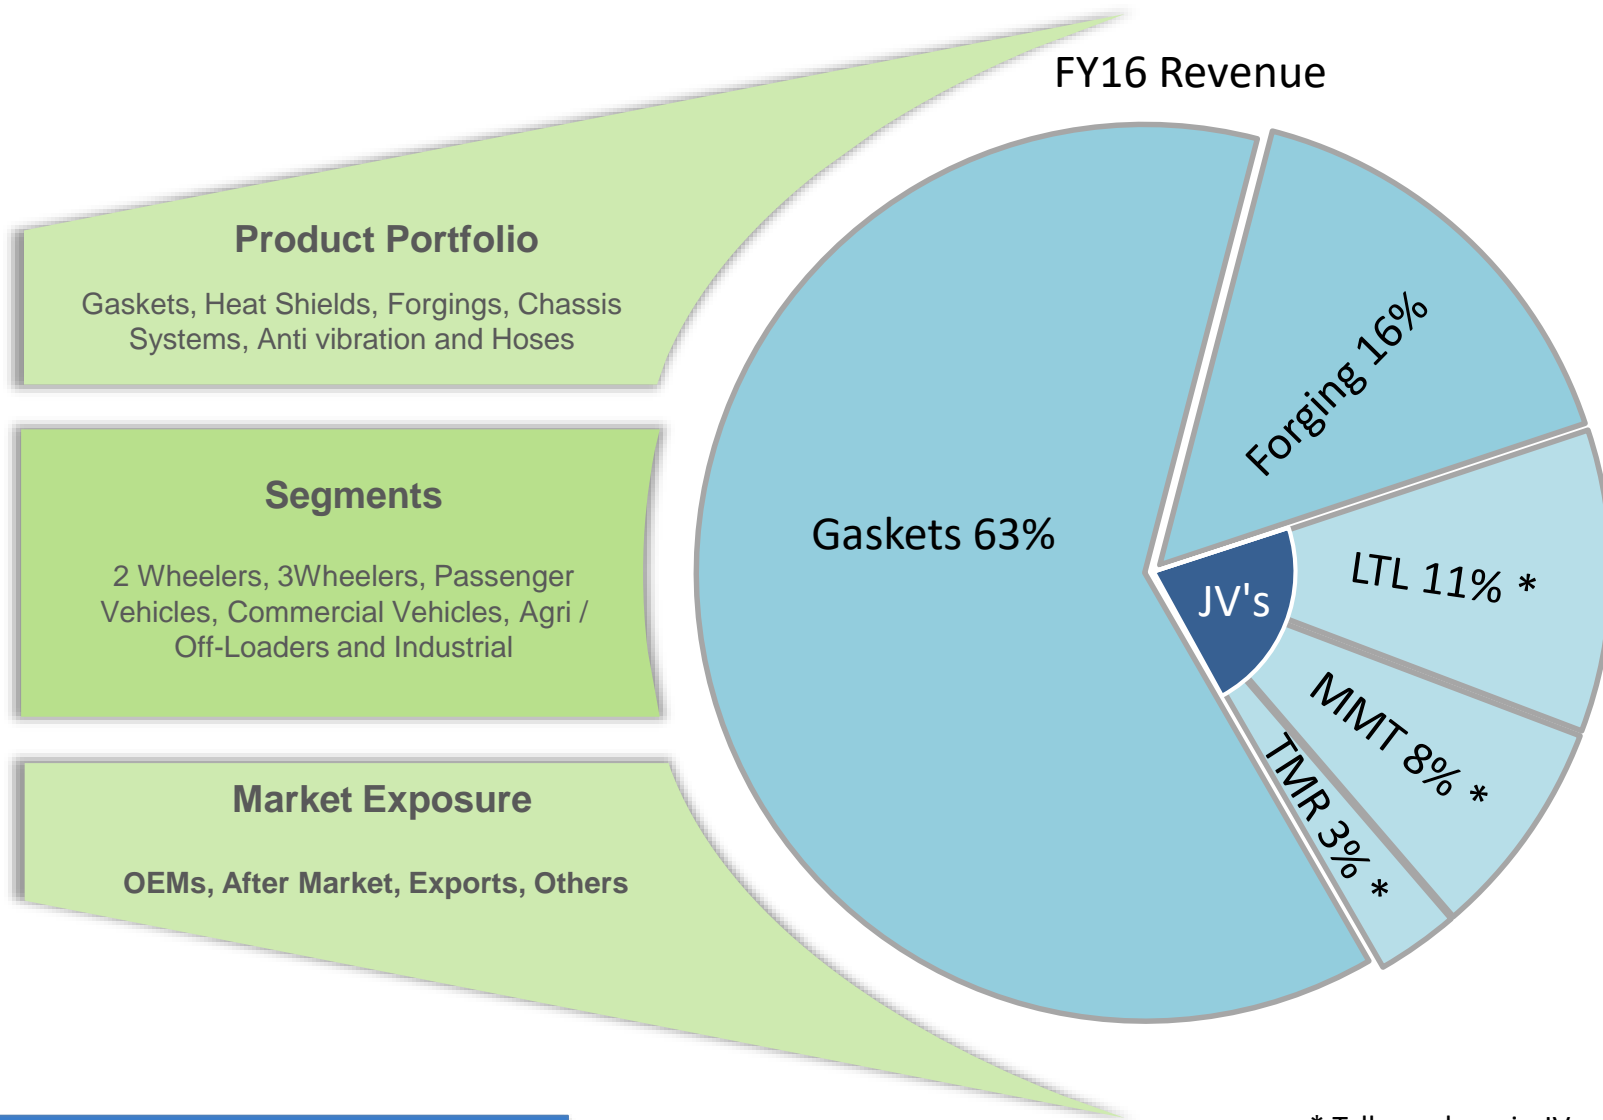 FY16 Revenue
Product Portfolio
Gaskets, Heat Shields, Forgings, Chassis
Systems, Anti vibration and Hoses
Segments
2 Wheelers, 3Wheelers, Passenger
Vehicles, Commercial Vehicles, Agri /
Off-Loaders and Industrial
Market Exposure
OEMs, After Market, Exports, Others
Gaskets 63%
Forging 16%
LTL 11% *
MMT 8% *
TMR 3% *
JV's